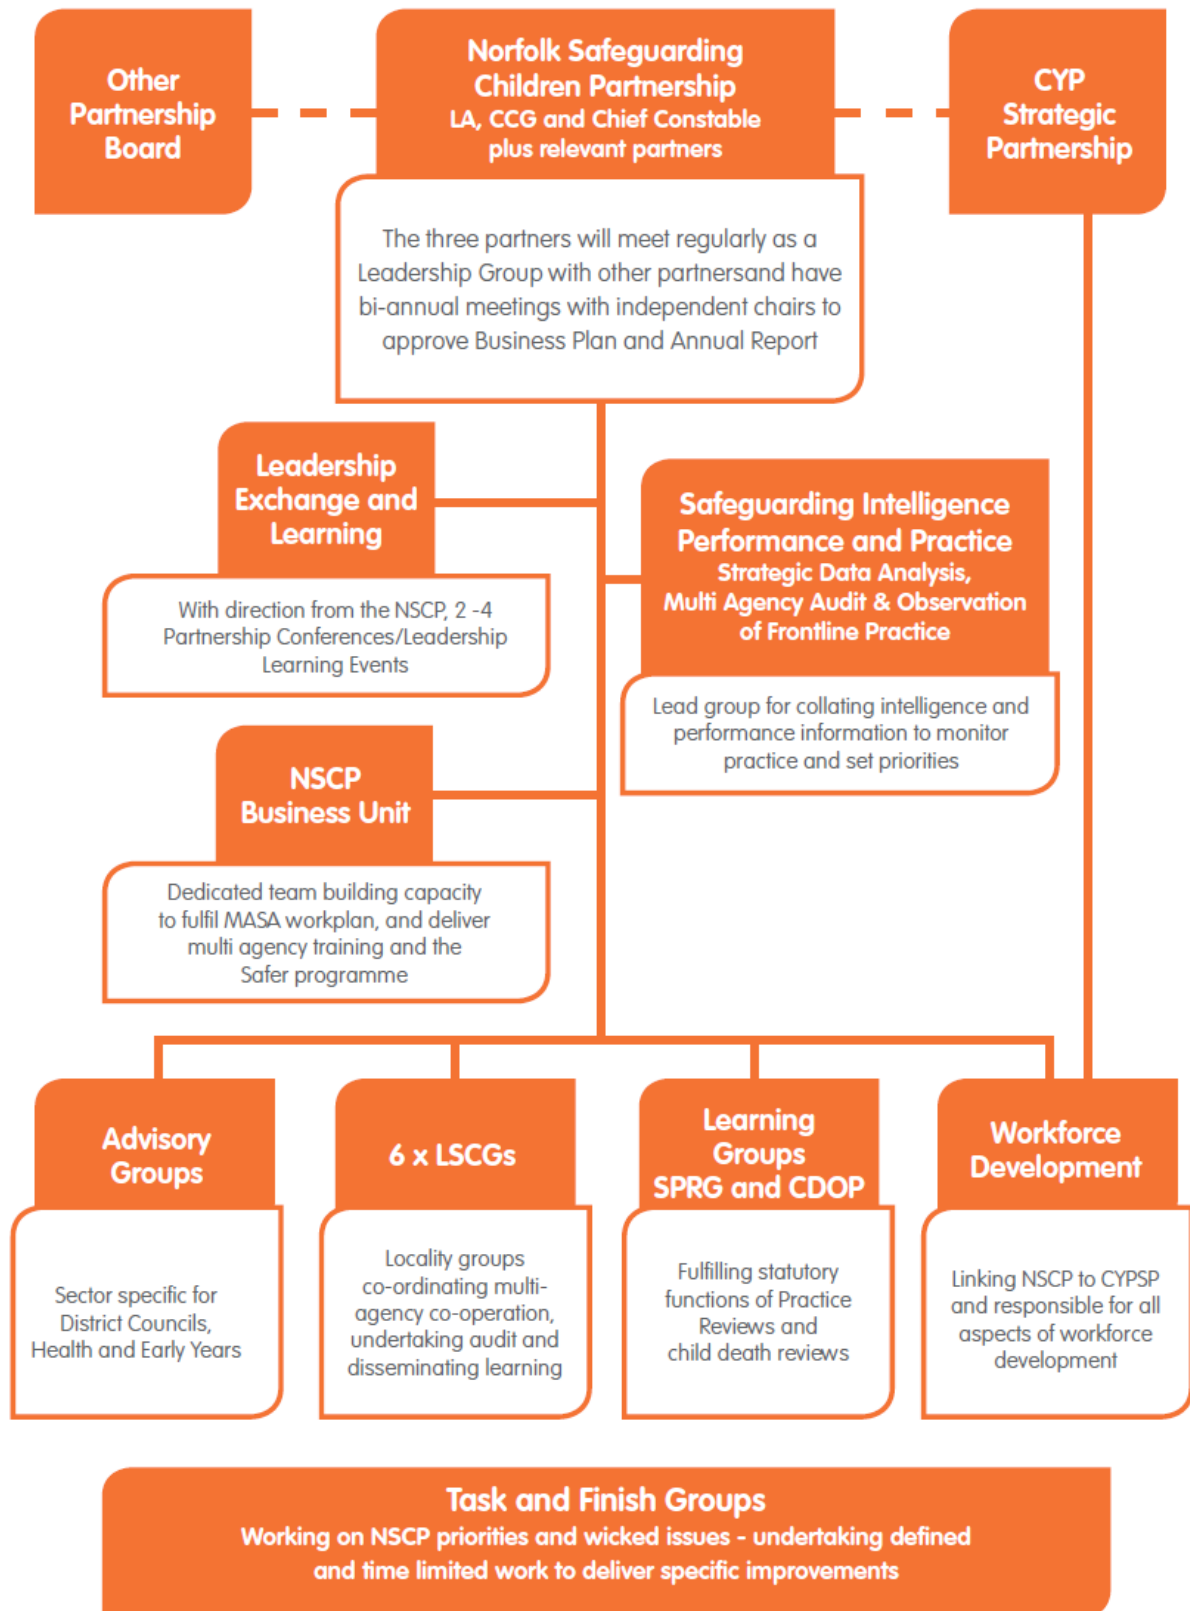 Other
Partnership
Board
Norfolk Safeguarding
Children Partnership
LA, CCG and Chief Constable
plus relevant partners
CYP
Strategic
Partnership
The three partners will meet regularly as a
Leadership Group with other partnersand have
bi-annual meetings with independent chairs to
approve Business Plan and Annual Report
Leadership
Exchange and
Learning
With direction from the NSCP, 2 -4
Partnership Conferences/Leadership
Learning Events
Safeguarding Intelligence
Performance and Practice
Strategic Data Analysis,
Multi Agency Audit & Observation
of Frontline Practice
Lead group for collating intelligence and
performance information to monitor
practice and set priorities
NSCP
Business Unit
Dedicated team building capacity
to fulfil MASA workplan, and deliver
multi agency training and the
Safer programme
Advisory
Groups
Sector specific for
District Councils,
Health and Early Years
6 x LSCGs
Locality groups
co-ordinating multi-
agency co-operation,
undertaking audit and
disseminating learning
Learning
Groups
SPRG and CDOP
Fulfilling statutory
functions of Practice
Reviews and
child death reviews
Workforce
Development
Linking NSCP to CYPSP
and responsible for all
aspects of workforce
development
Task and Finish Groups
Working on NSCP priorities and wicked issues - undertaking defined
and time limited work to deliver specific improvements